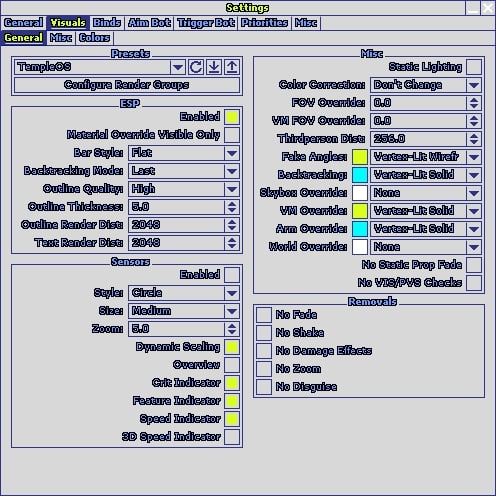 Settings
General Visuals Binds Aim Bot Trigger Bot Priorities Misc
General Misc Colors
Presets
TempleOS
Configure Render Groups
ESP
Enabled
Material Override Visible Only
Bar Style: Flat
Backtracking Mode: Last
Outline Quality: High
Outline Thickness: 5.0
Outline Render Dist: 2048
Text Render Dist: 2048
Sensors
Enabled
Style: Circle
Size: Medium
Zoom: 5.0
Dynamic Scaling
Overview
Crit Indicator
Feature Indicator
Speed Indicator
3D Speed Indicator
Misc
Static Lighting
Color Correction: Don't Change
FOV Override: 0.0
VM FOV Override: 0.0
Thirdperson Dist: 256.0
Fake Angles: Vertex-Lit Wirefr
Backtracking: Vertex-Lit Solid
Skybox Override: None
VM Override: Vertex-Lit Solid
Arm Override: Vertex-Lit Solid
World Override: None
No Static Prop Fade
No VIS/PVS Checks
Removals
No Fade
No Shake
No Damage Effects
No Zoom
No Disguise